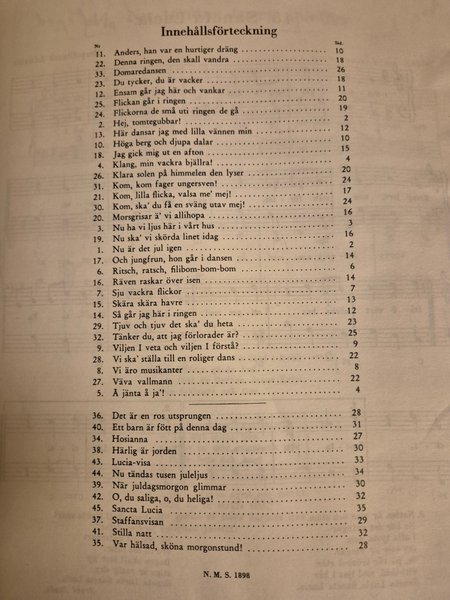 Innehållsförteckning
Nr Sid.
11. Anders, han var en hurtiger dräng 10
22. Denna ringen, den skall vandra 18
33. Domaredansen 26
23. Du tycker, du är vacker 18
12. Ensam går jag här och vankar 11
25. Flickan går i ringen 20
24. Flickorna de små uti ringen de gå 19
2. Hej, tomtegubbar! 2
13. Här dansar jag med lilla vännen min 12
10. Höga berg och djupa dalar 10
18. Jag gick mig ut en afton 15
4. Klang, min vackra bjällra! 4
26. Klara solen på himmelen den lyser 20
31. Kom, kom fager ungersven! 24
21. Kom, lilla flicka, valsa me' mej! 17
30. Kom, ska' du få en sväng utav mej! 24
20. Morsgrisar ä' vi allihopa 16
3. Nu ha vi ljus här i vårt hus 3
19. Nu ska' vi skörda linet idag 16
1. Nu är det jul igen 2
17. Och jungfrun, hon går i dansen 14
6. Ritsch, ratsch, filibom-bom-bom 6
16. Räven raskar över isen 14
7. Sju vackra flickor 7
15. Skära skära havre 13
14. Så går jag här i ringen 12
29. Tjuv och tjuv det ska' du heta 23
32. Tänker du, att jag förlorader är? 25
9. Viljen I veta och viljen I förstå? 9
28. Vi ska' ställa till en roliger dans 22
8. Vi äro musikanter 8
27. Väva vallmann 22
5. Å jänta å ja'! 4
36. Det är en ros utsprungen 28
40. Ett barn är fött på denna dag 31
34. Hosianna 27
38. Härlig är jorden 30
43. Lucia-visa 33
44. Nu tändas tusen juleljus 34
39. När juldagsmorgon glimmar 30
42. O, du saliga, o, du heliga! 32
45. Sancta Lucia 35
37. Staffansvisan 29
41. Stilla natt 32
35. Var hälsad, sköna morgonstund! 28
N. M. S. 1898